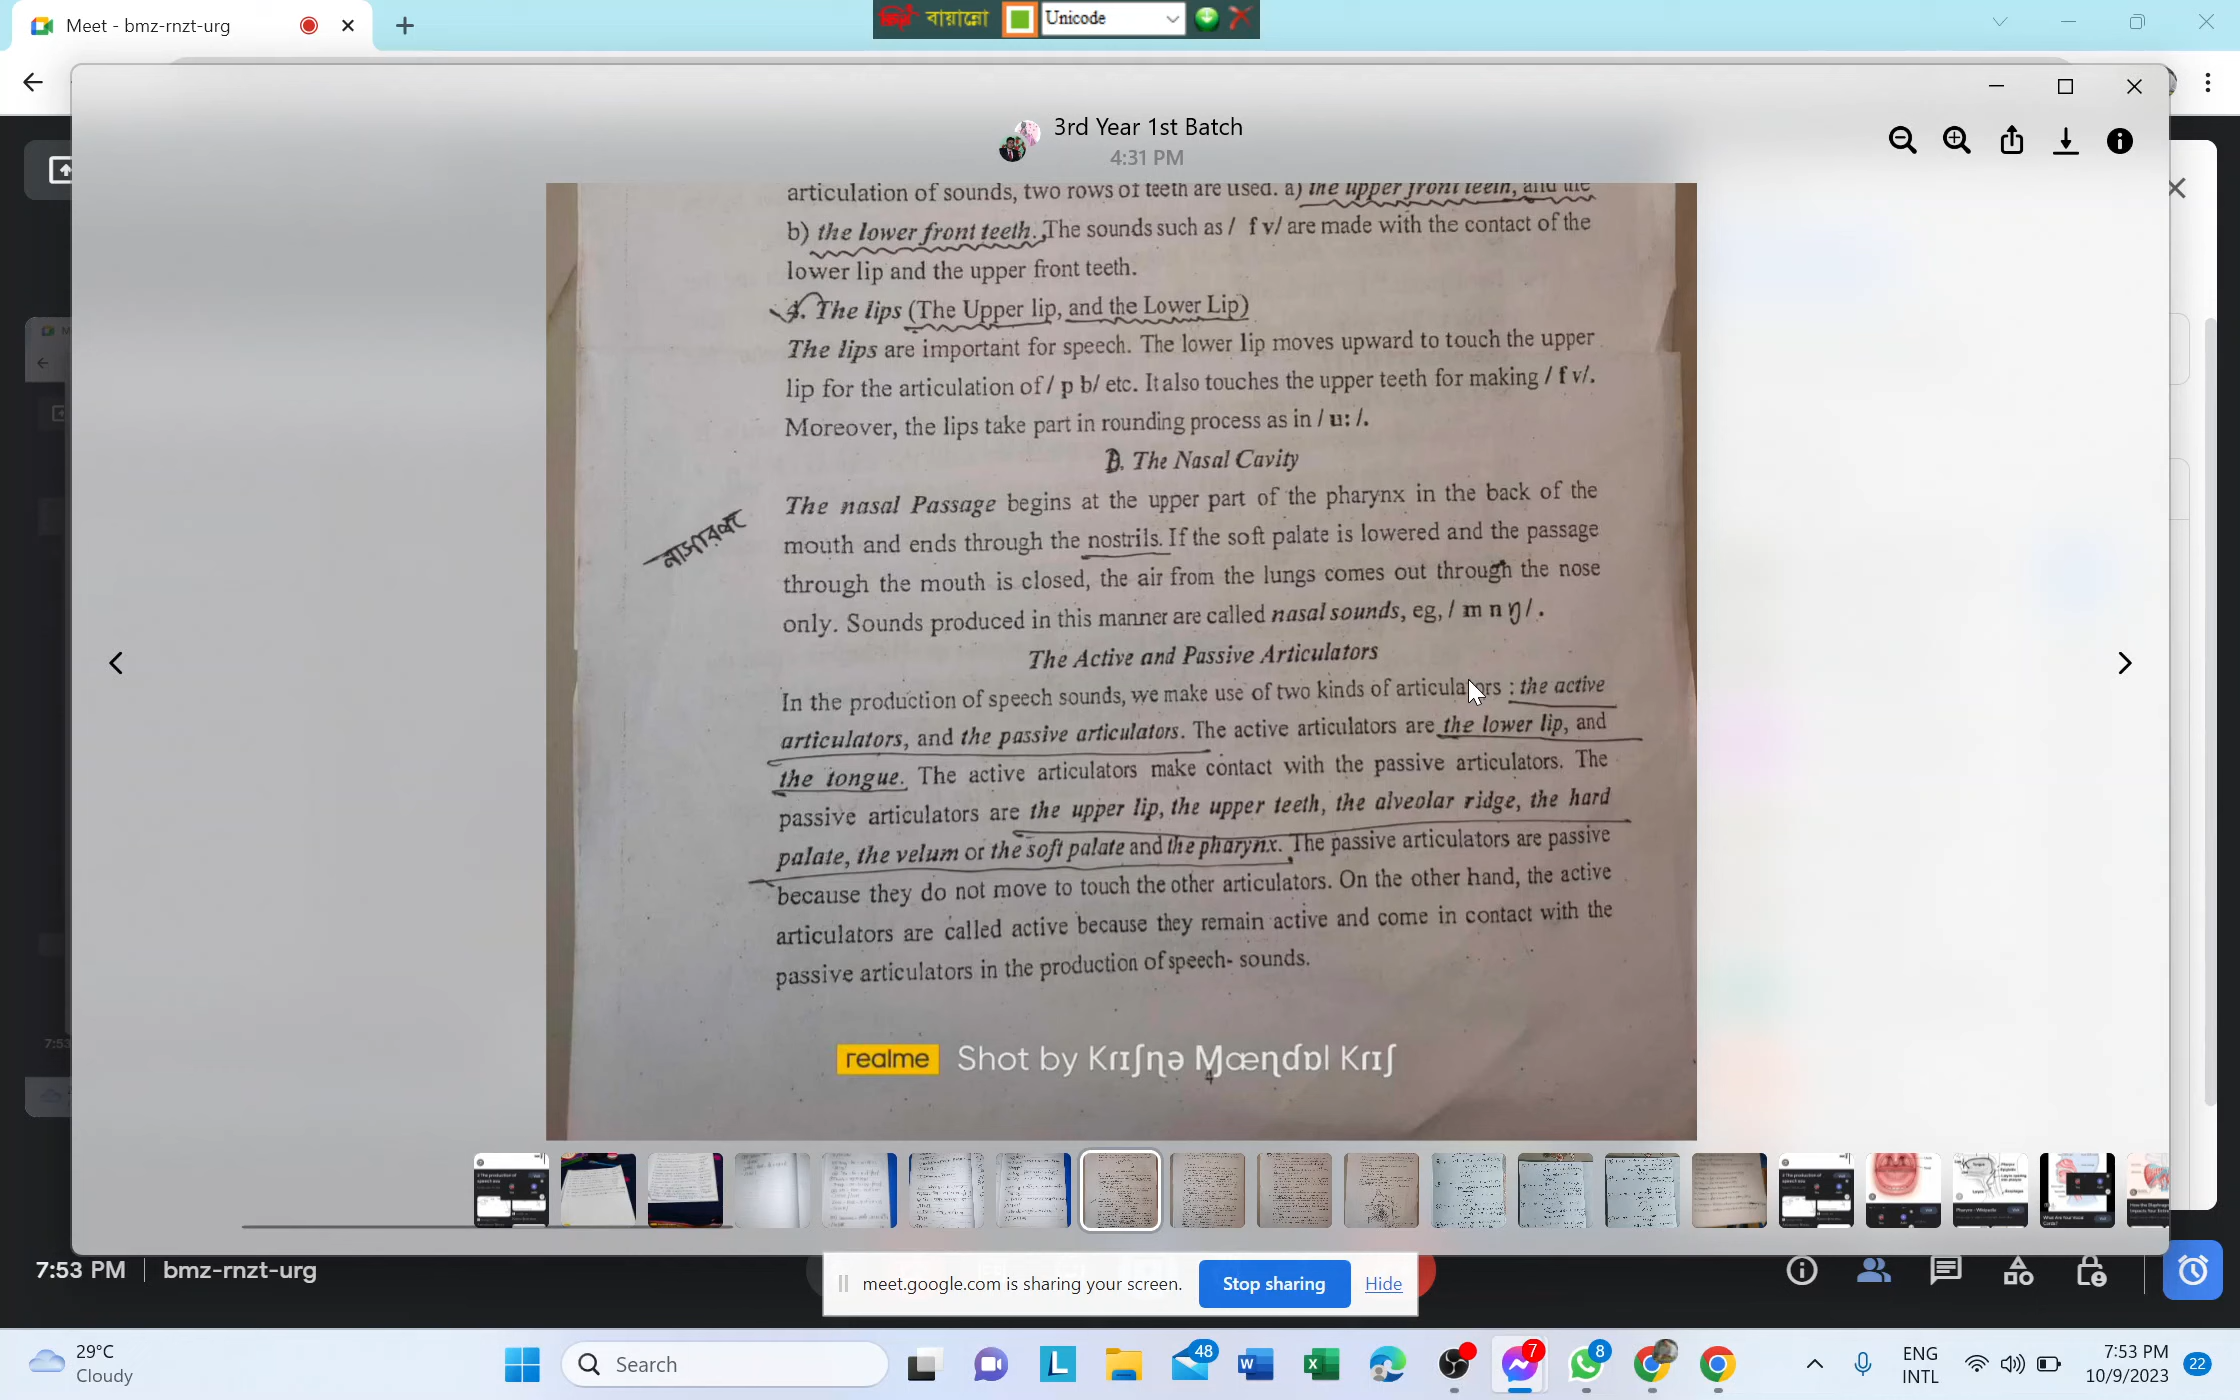 Meet - bmz-rnzt-urg
বায়ান্নো
Unicode
3rd Year 1st Batch
4:31 PM
articulation of sounds, two rows of teeth are used. a) the upper front teeth, and the
b) the lower front teeth. The sounds such as / f v/ are made with the contact of the
lower lip and the upper front teeth.
4. The lips (The Upper lip, and the Lower Lip)
The lips are important for speech. The lower lip moves upward to touch the upper
lip for the articulation of / p b/ etc. It also touches the upper teeth for making / f v/.
Moreover, the lips take part in rounding process as in / u: /.
D. The Nasal Cavity
The nasal Passage begins at the upper part of the pharynx in the back of the
mouth and ends through the nostrils. If the soft palate is lowered and the passage
through the mouth is closed, the air from the lungs comes out through the nose
only. Sounds produced in this manner are called nasal sounds, eg, / m n ŋ/ .
The Active and Passive Articulators
In the production of speech sounds, we make use of two kinds of articulators : the active
articulators, and the passive articulators. The active articulators are the lower lip, and
the tongue. The active articulators make contact with the passive articulators. The
passive articulators are the upper lip, the upper teeth, the alveolar ridge, the hard
palate, the velum or the soft palate and the pharynx. The passive articulators are passive
because they do not move to touch the other articulators. On the other hand, the active
articulators are called active because they remain active and come in contact with the
passive articulators in the production of speech- sounds.
realme Shot by Krɪʃɳə Ɱænɗɒl Krɪʃ
4
7:53 PM bmz-rnzt-urg
meet.google.com is sharing your screen. Stop sharing Hide
29°C
Cloudy
Search
48
7
8
ENG
INTL
7:53 PM
10/9/2023
22